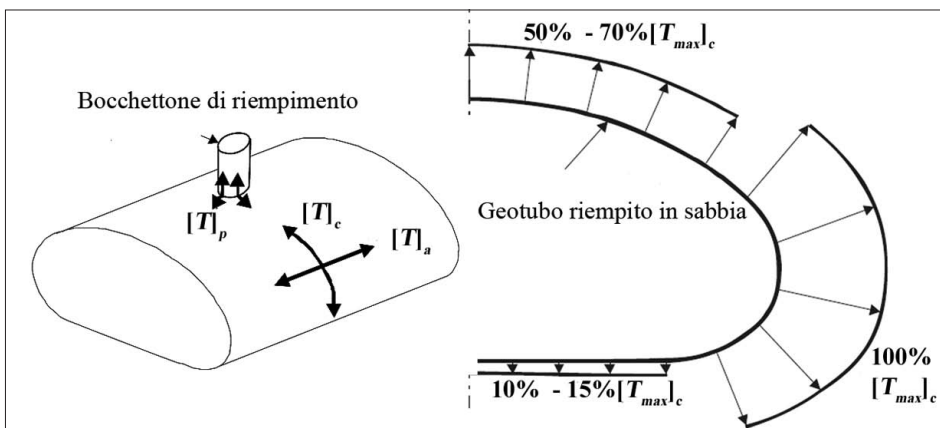 Bocchettone di riempimento
[T]p
[T]c
[T]a
50% - 70%[Tmax]c
Geotubo riempito in sabbia
10% - 15%[Tmax]c
100%
[Tmax]c